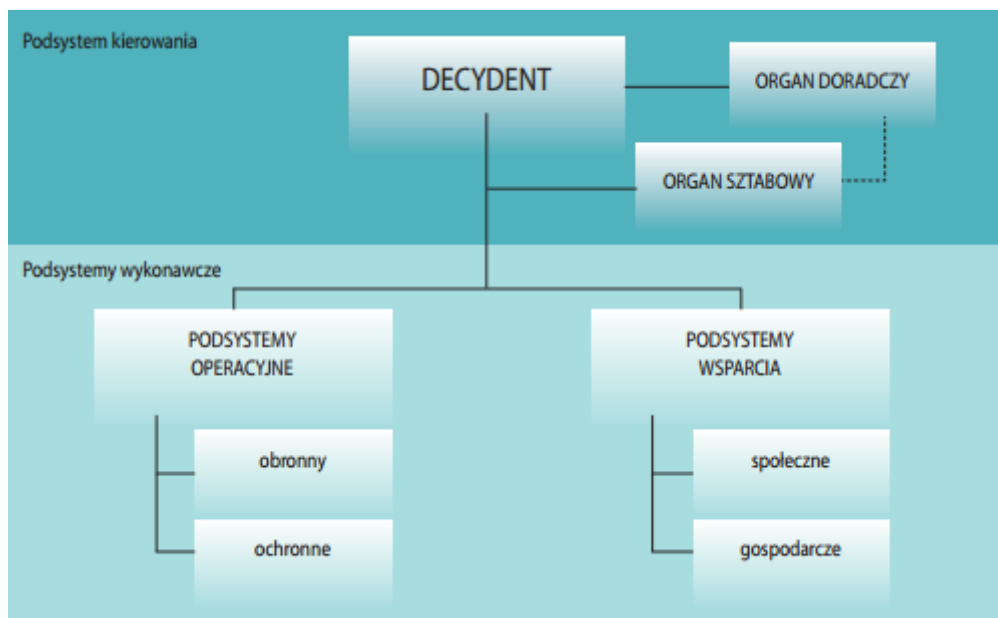 Podsystem kierowania
DECYDENT
ORGAN DORADCZY
ORGAN SZTABOWY
Podsystemy wykonawcze
PODSYSTEMY
OPERACYJNE
obronny
ochronne
PODSYSTEMY
WSPARCIA
społeczne
gospodarcze